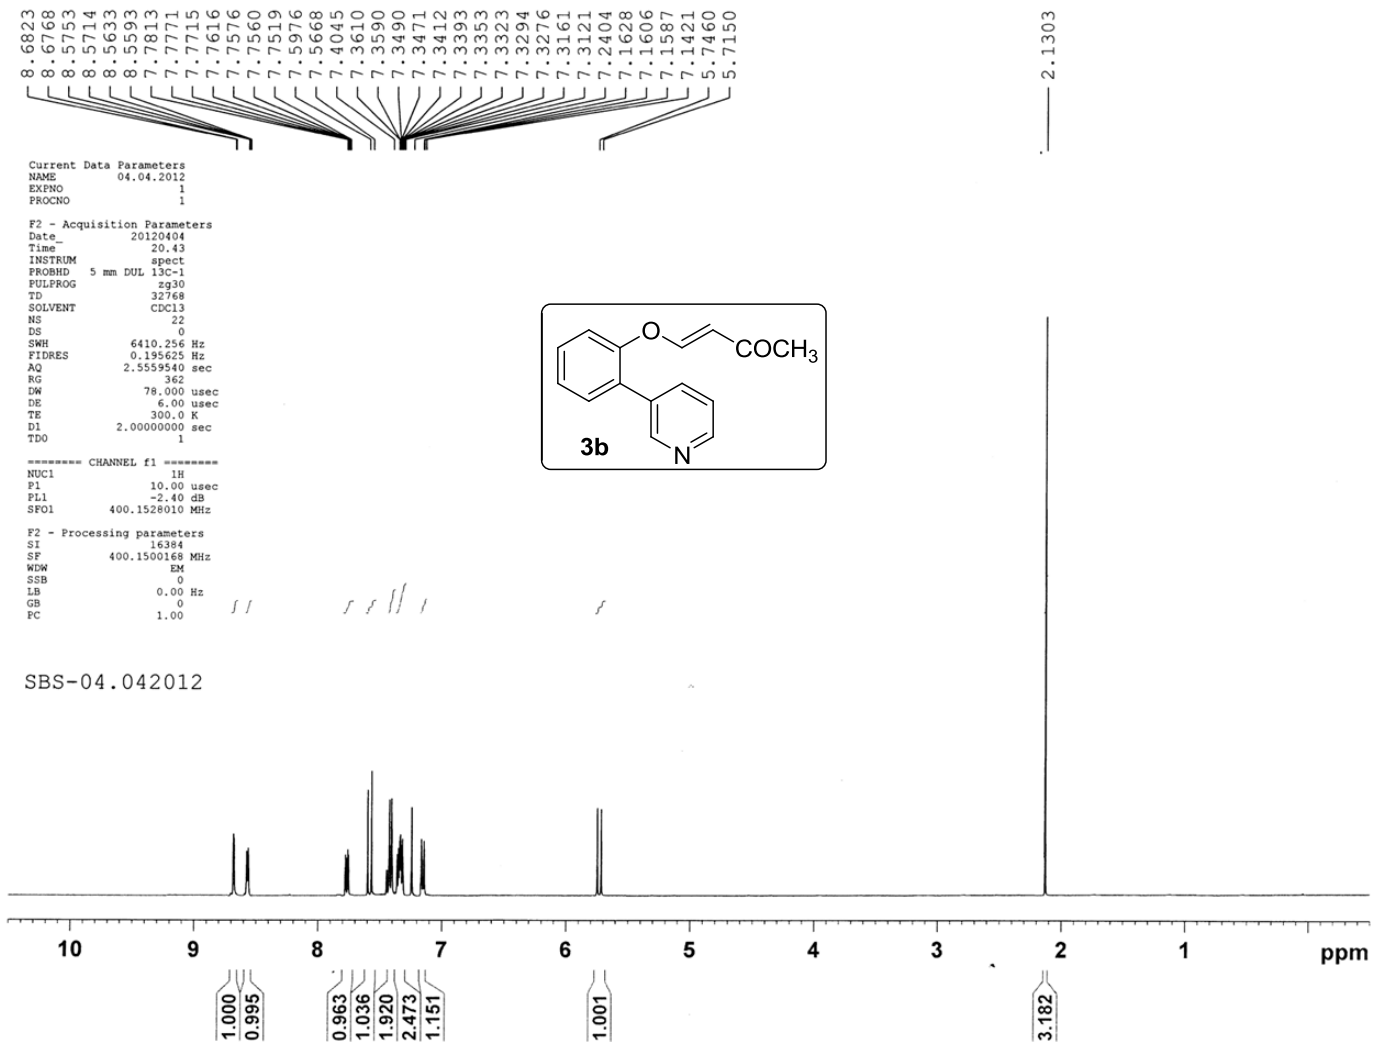 8.6823
8.6768
8.5753
8.5714
8.5633
8.5593
7.7813
7.7771
7.7715
7.7616
7.7576
7.7560
7.7519
7.5976
7.5668
7.4045
7.3610
7.3590
7.3490
7.3471
7.3412
7.3393
7.3353
7.3323
7.3294
7.3276
7.3161
7.3121
7.2404
7.1628
7.1606
7.1587
7.1421
5.7460
5.7150
2.1303
Current Data Parameters
NAME 04.04.2012
EXPNO 1
PROCNO 1
F2 - Acquisition Parameters
Date_ 20120404
Time 20.43
INSTRUM spect
PROBHD 5 mm DUL 13C-1
PULPROG zg30
TD 32768
SOLVENT CDCl3
NS 22
DS 0
SWH 6410.256 Hz
FIDRES 0.195625 Hz
AQ 2.5559540 sec
RG 362
DW 78.000 usec
DE 6.00 usec
TE 300.0 K
D1 2.00000000 sec
TD0 1
======== CHANNEL f1 ========
NUC1 1H
P1 10.00 usec
PL1 -2.40 dB
SFO1 400.1528010 MHz
F2 - Processing parameters
SI 16384
SF 400.1500168 MHz
WDW EM
SSB 0
LB 0.00 Hz
GB 0
PC 1.00
O
COCH3
3b
N
SBS-04.042012
10 9 8 7 6 5 4 3 2 1 ppm
1.000
0.995
0.963
1.036
1.920
2.473
1.151
1.001
3.182